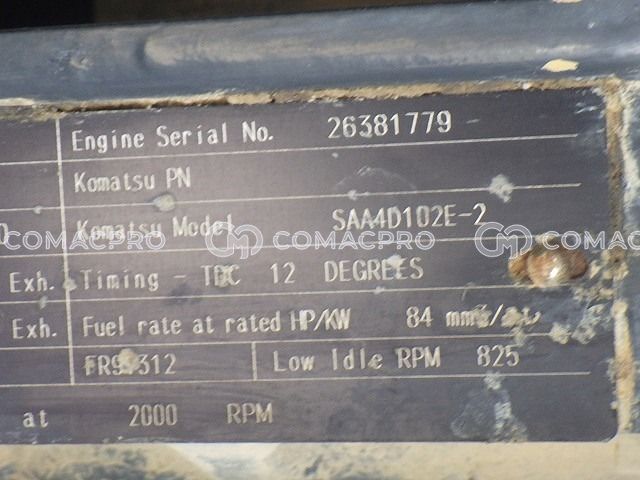 Engine Serial No. 26381779
Komatsu PN
Komatsu Model SAA4D102E-2
COMACPRO COMACPRO COMACPRO
Exh. Timing - TDC 12 DEGREES
Exh. Fuel rate at rated HP/KW 84
Low Idle RPM 825
at 2000 RPM